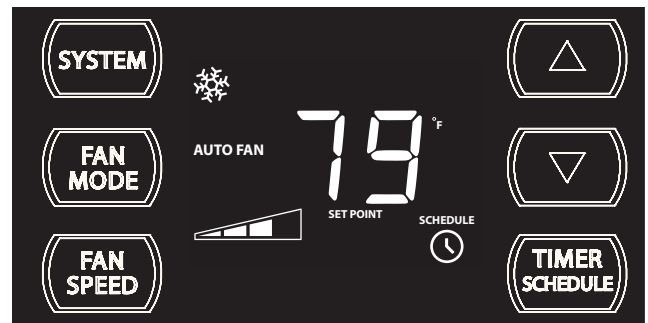 SYSTEM
AUTO FAN
79 °F
SET POINT
SCHEDULE
FAN
MODE
FAN
SPEED
TIMER
SCHEDULE